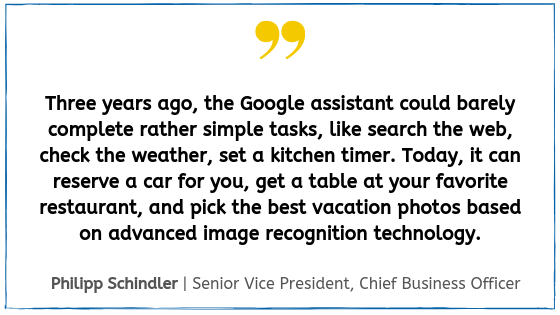 ”
Three years ago, the Google assistant could barely
complete rather simple tasks, like search the web,
check the weather, set a kitchen timer. Today, it can
reserve a car for you, get a table at your favorite
restaurant, and pick the best vacation photos based
on advanced image recognition technology.
Philipp Schindler | Senior Vice President, Chief Business Officer